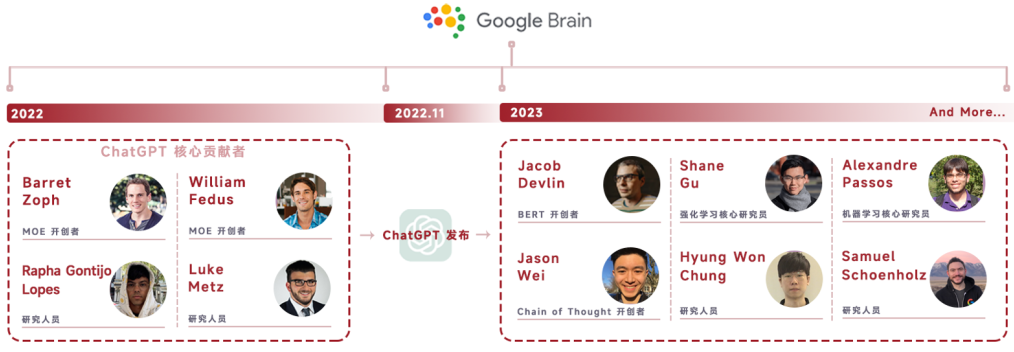 Google Brain
2022
2022.11
2023
And More...
ChatGPT 核心贡献者
Barret
Zoph
MOE 开创者
William
Fedus
MOE 开创者
Rapha Gontijo
Lopes
研究人员
Luke
Metz
研究人员
ChatGPT 发布
Jacob
Devlin
BERT 开创者
Shane
Gu
强化学习核心研究员
Alexandre
Passos
机器学习核心研究员
Jason
Wei
Chain of Thought 开创者
Hyung Won
Chung
研究人员
Samuel
Schoenholz
研究人员